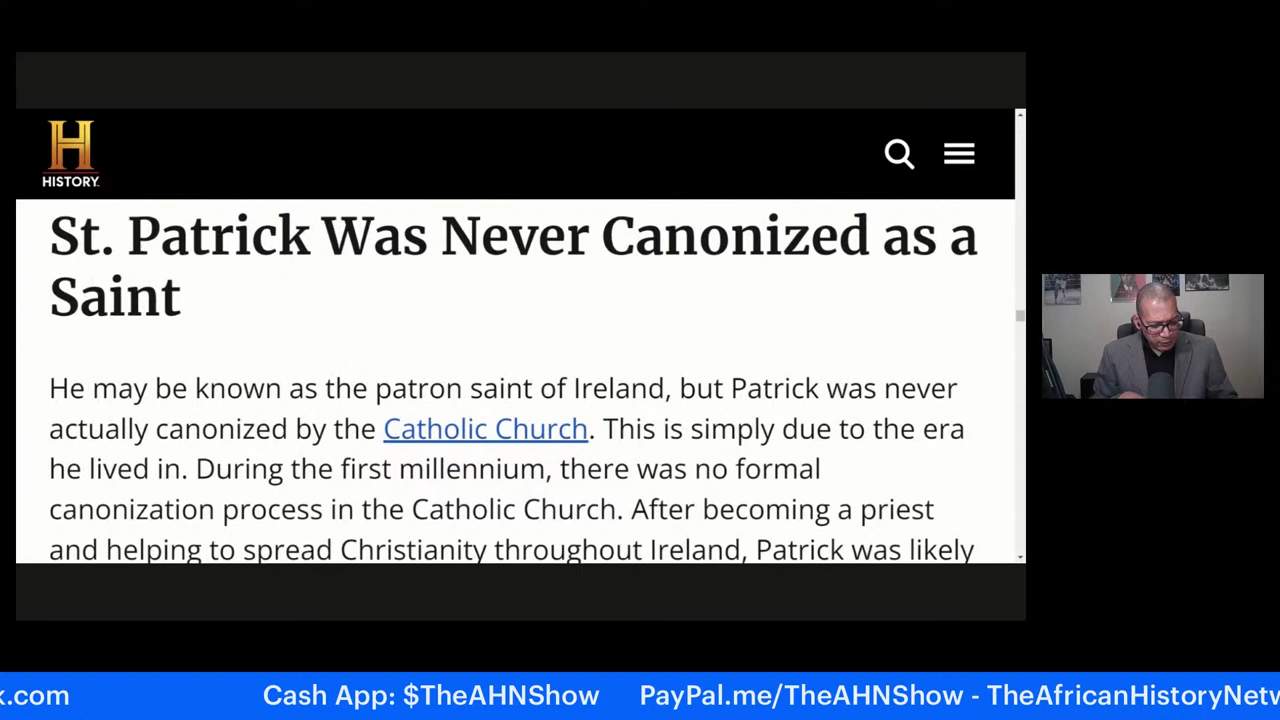 HISTORY
St. Patrick Was Never Canonized as a
Saint
He may be known as the patron saint of Ireland, but Patrick was never
actually canonized by the Catholic Church. This is simply due to the era
he lived in. During the first millennium, there was no formal
canonization process in the Catholic Church. After becoming a priest
and helping to spread Christianity throughout Ireland, Patrick was likely
k.com Cash App: $TheAHNShow PayPal.me/TheAHNShow - TheAfricanHistoryNetw